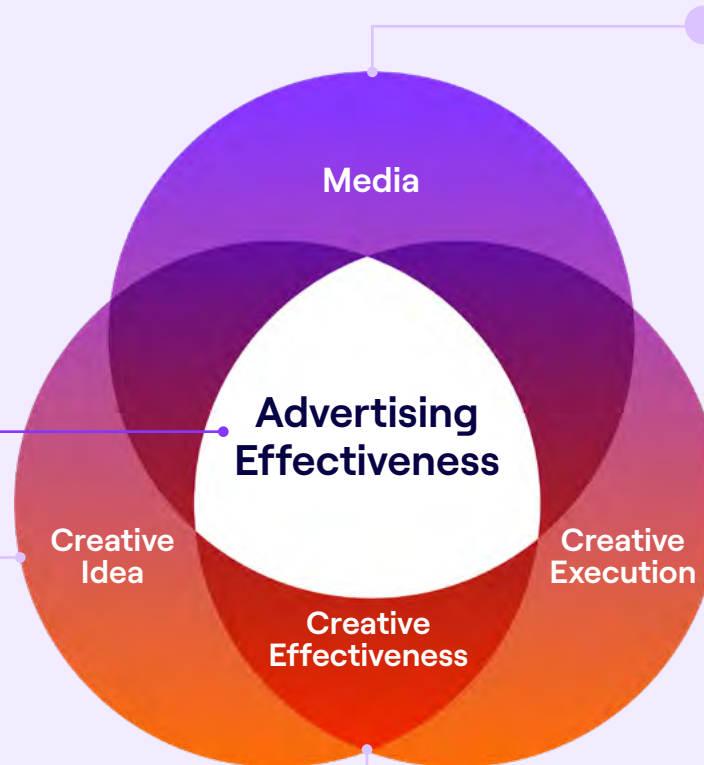 Media
Advertising
Effectiveness
Creative
Idea
Creative
Execution
Creative
Effectiveness